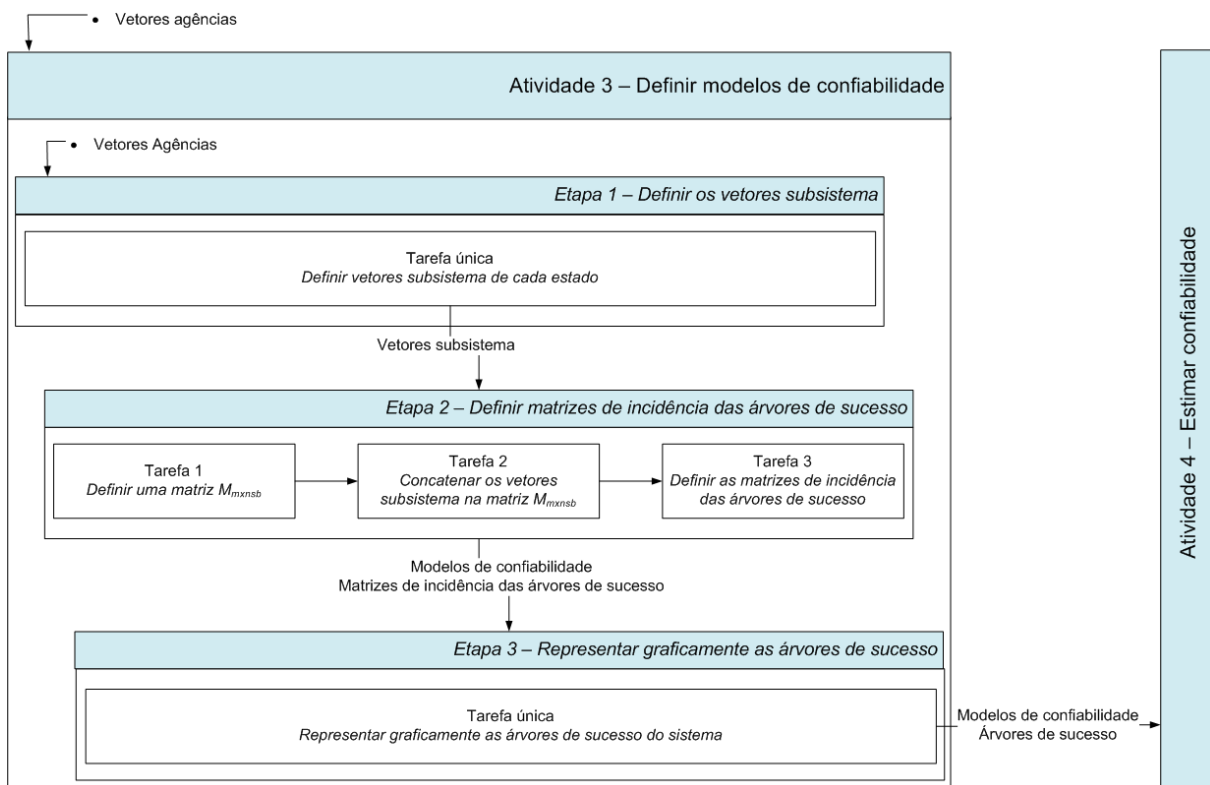 • Vetores agências
Atividade 3 – Definir modelos de confiabilidade
• Vetores Agências
Etapa 1 – Definir os vetores subsistema
Tarefa única
Definir vetores subsistema de cada estado
Vetores subsistema
Etapa 2 – Definir matrizes de incidência das árvores de sucesso
Tarefa 1
Definir uma matriz Mmxnsb
Tarefa 2
Concatenar os vetores
subsistema na matriz Mmxnsb
Tarefa 3
Definir as matrizes de incidência
das árvores de sucesso
Modelos de confiabilidade
Matrizes de incidência das árvores de sucesso
Etapa 3 – Representar graficamente as árvores de sucesso
Tarefa única
Representar graficamente as árvores de sucesso do sistema
Modelos de confiabilidade
Árvores de sucesso
Atividade 4 – Estimar confiabilidade